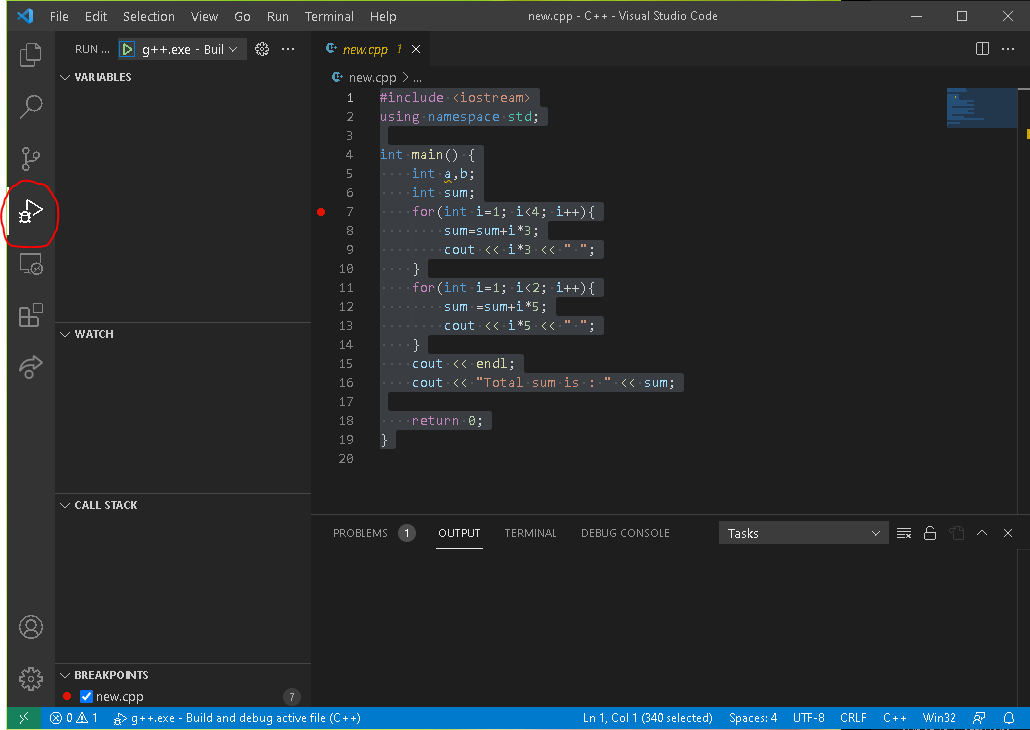 File Edit Selection View Go Run Terminal Help new.cpp - C++ - Visual Studio Code
RUN ... g++.exe - Buil
VARIABLES
WATCH
CALL STACK
BREAKPOINTS
new.cpp 7
new.cpp 1
new.cpp > ...
1 #include <iostream>
2 using namespace std;
3
4 int main() {
5 int a,b;
6 int sum;
7 for(int i=1; i<4; i++){
8 sum=sum+i*3;
9 cout << i*3 << " ";
10 }
11 for(int i=1; i<2; i++){
12 sum =sum+i*5;
13 cout << i*5 << " ";
14 }
15 cout << endl;
16 cout << "Total sum is : " << sum;
17
18 return 0;
19 }
20
PROBLEMS 1 OUTPUT TERMINAL DEBUG CONSOLE Tasks
0 1 g++.exe - Build and debug active file (C++) Ln 1, Col 1 (340 selected) Spaces: 4 UTF-8 CRLF C++ Win32